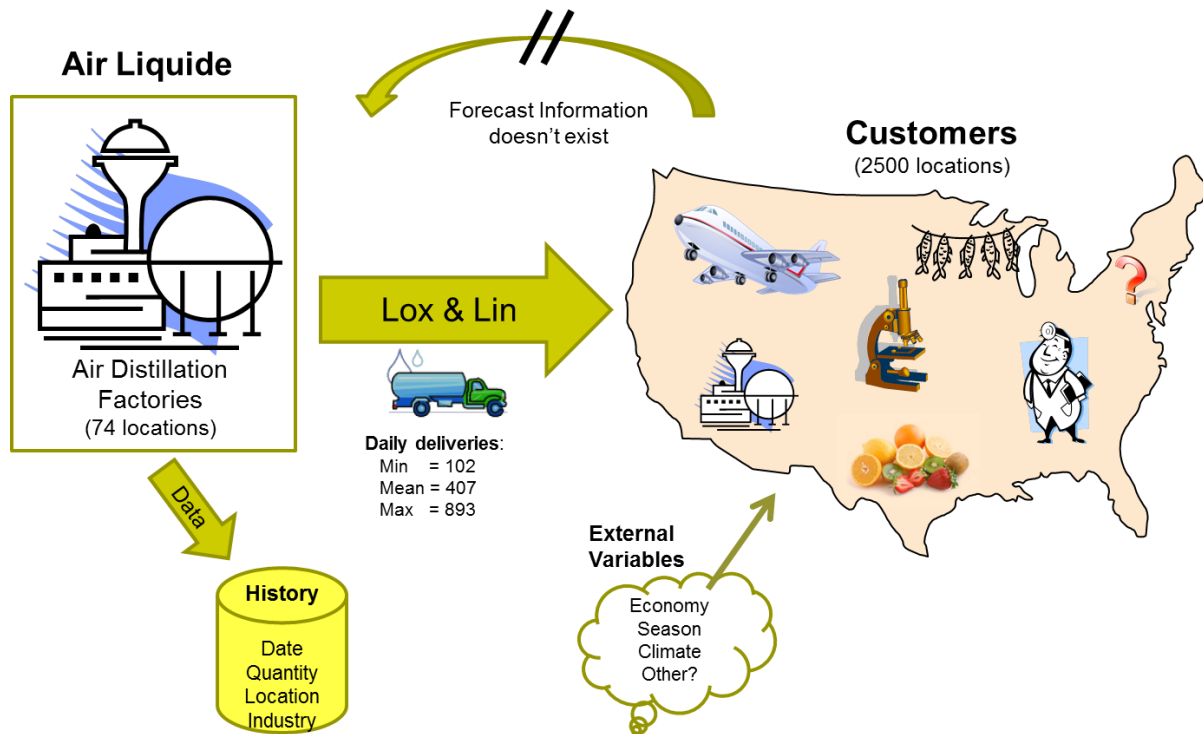 Air Liquide
Forecast Information
doesn't exist
Customers
(2500 locations)
Lox & Lin
Air Distillation
Factories
(74 locations)
Daily deliveries:
Min = 102
Mean = 407
Max = 893
Data
History
Date
Quantity
Location
Industry
External
Variables
Economy
Season
Climate
Other?
?